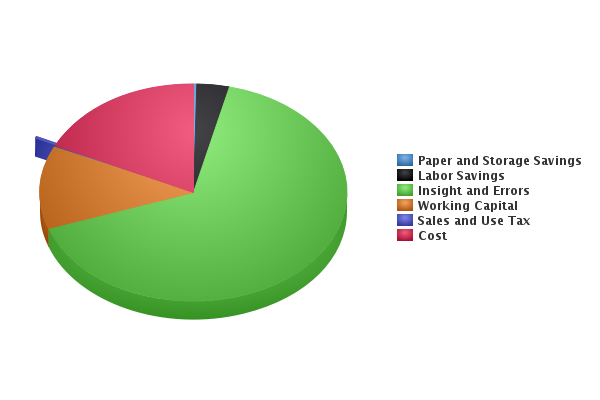 Paper and Storage Savings
Labor Savings
Insight and Errors
Working Capital
Sales and Use Tax
Cost